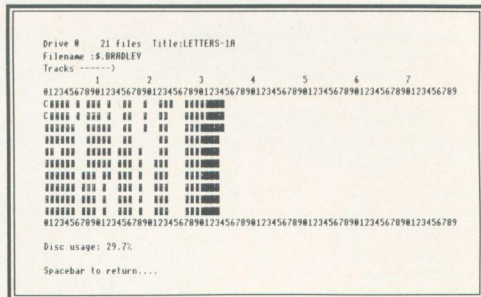 Drive 0 21 files Title:LETTERS-1A
Filename :$.BRADLEY
Tracks ------>
1 2 3 4 5 6 7
01234567890123456789012345678901234567890123456789012345678901234567890123456789
C
C
01234567890123456789012345678901234567890123456789012345678901234567890123456789
Disc usage: 29.7%
Spacebar to return....